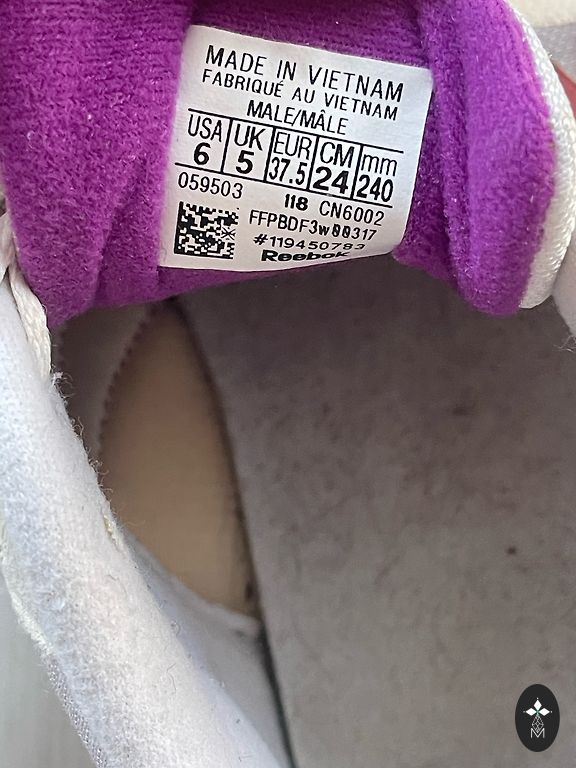 MADE IN VIETNAM
FABRIQUÉ AU VIETNAM
MALE/MÂLE
USA UK EUR CM mm
6 5 37.5 24 240
059503 118 CN6002
FFPBDF3w00317
#119450783
Reebok
M